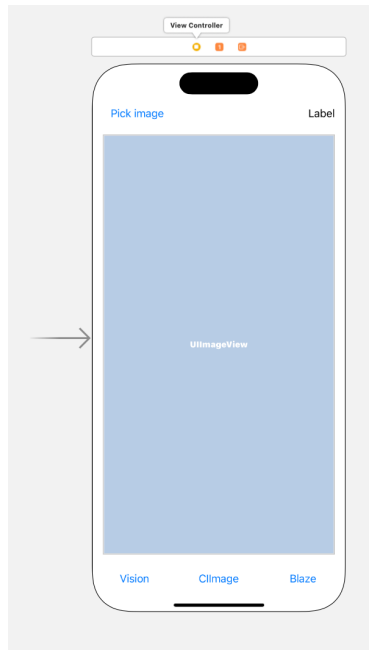 View Controller
Pick image
Label
UIImageView
Vision
CIImage
Blaze